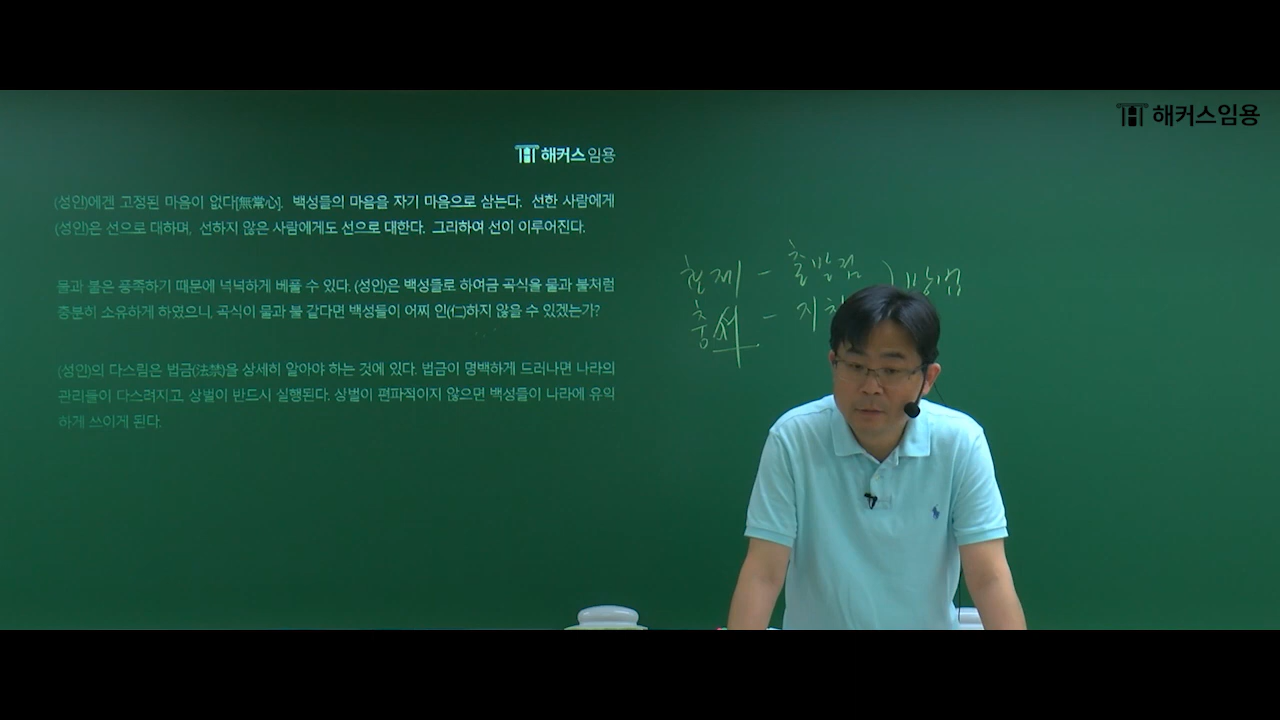 해커스임용
해커스 임용
(성인)에겐 고정된 마음이 없다[無常心]. 백성들의 마음을 자기 마음으로 삼는다. 선한 사람에게
(성인)은 선으로 대하며, 선하지 않은 사람에게도 선으로 대한다. 그리하여 선이 이루어진다.
물과 불은 풍족하기 때문에 넉넉하게 베풀 수 있다. (성인)은 백성들로 하여금 곡식을 물과 불처럼
충분히 소유하게 하였으니, 곡식이 물과 불 같다면 백성들이 어찌 인(仁)하지 않을 수 있겠는가?
(성인)의 다스림은 법금(法禁)을 상세히 알아야 하는 것에 있다. 법금이 명백하게 드러나면 나라의
관리들이 다스려지고, 상벌이 반드시 실행된다. 상벌이 편파적이지 않으면 백성들이 나라에 유익
하게 쓰이게 된다.
효제 - 출발점 ) 방법
충서 -